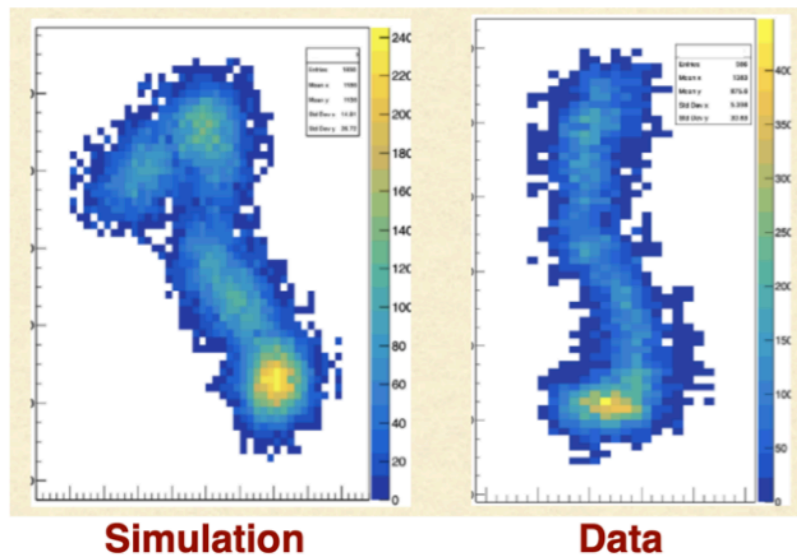 240
220
200
180
160
140
120
100
80
60
40
20
0
Entries
Mean x
Mean y
Std Dev x
Std Dev y
Simulation
400
350
300
250
200
150
100
50
0
Entries
Mean x
Mean y
Std Dev x
Std Dev y
Data